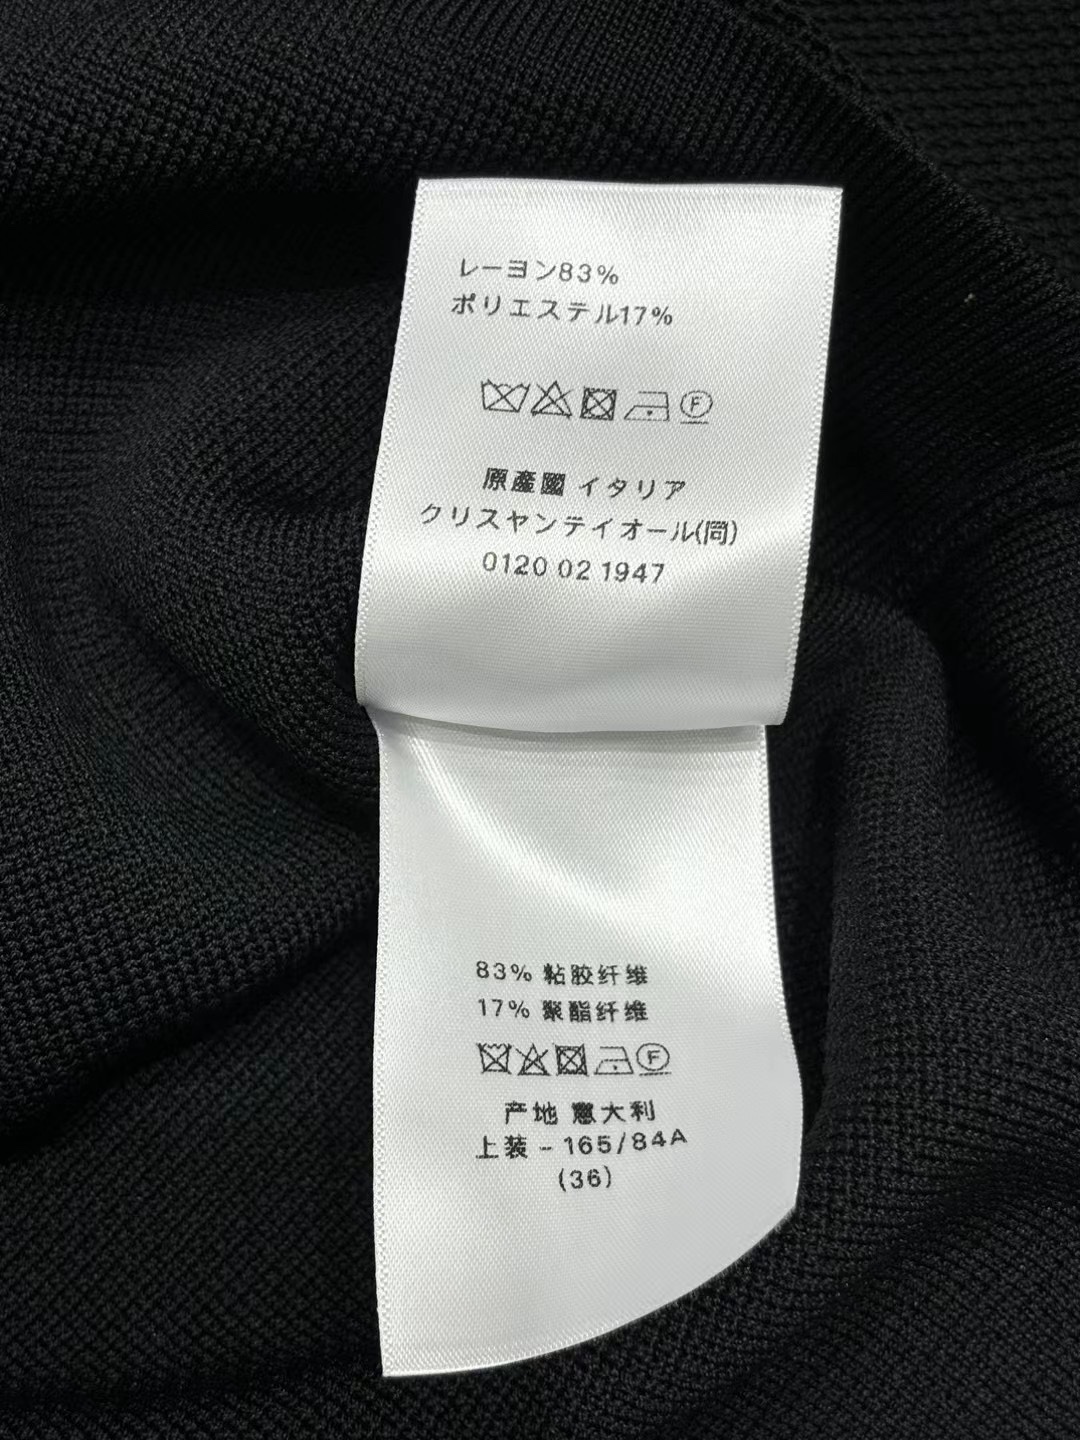 レーヨン83%
ポリエステル17%
F
原産國 イタリア
クリスヤンテイオール(同)
0120 02 1947
83% 粘胶纤维
17% 聚酯纤维
F
产地 意大利
上装 - 165/84A
(36)